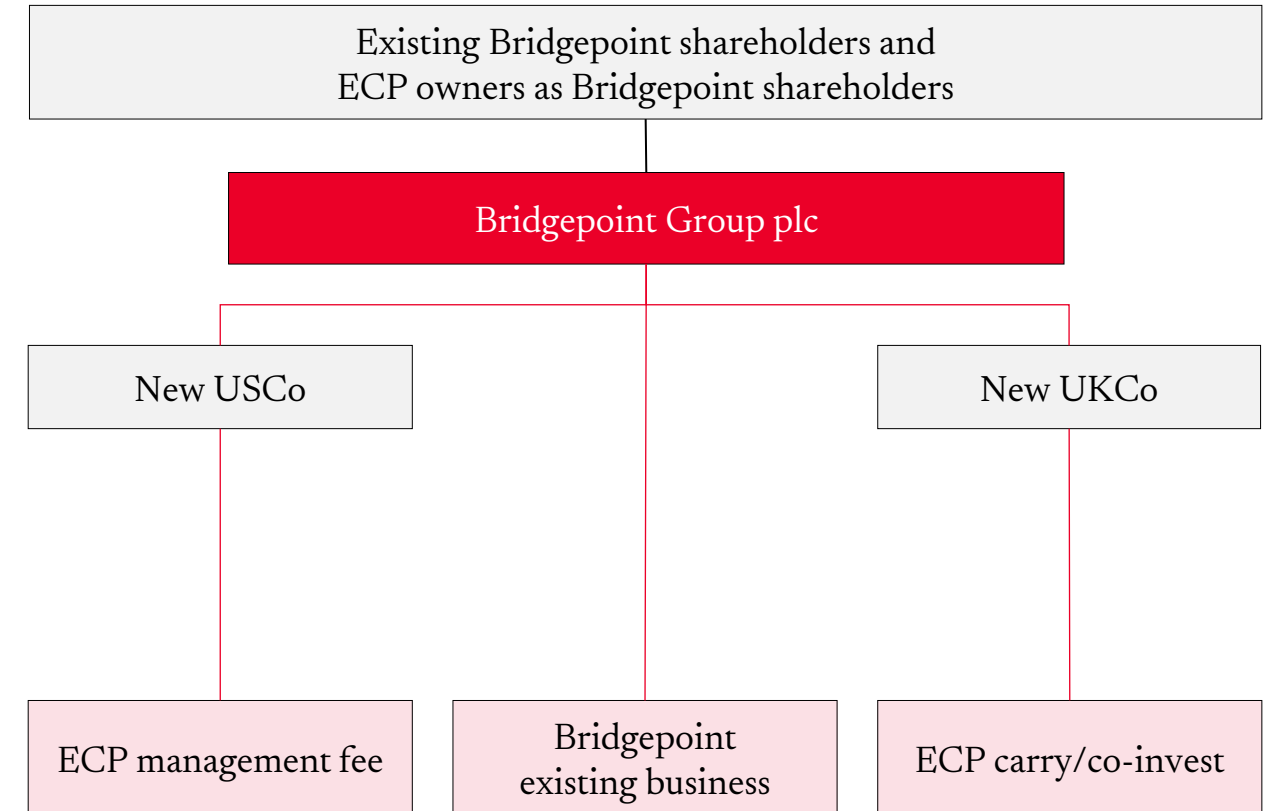 Existing Bridgepoint shareholders and
ECP owners as Bridgepoint shareholders
Bridgepoint Group plc
New USCo
New UKCo
ECP management fee
Bridgepoint
existing business
ECP carry/co-invest